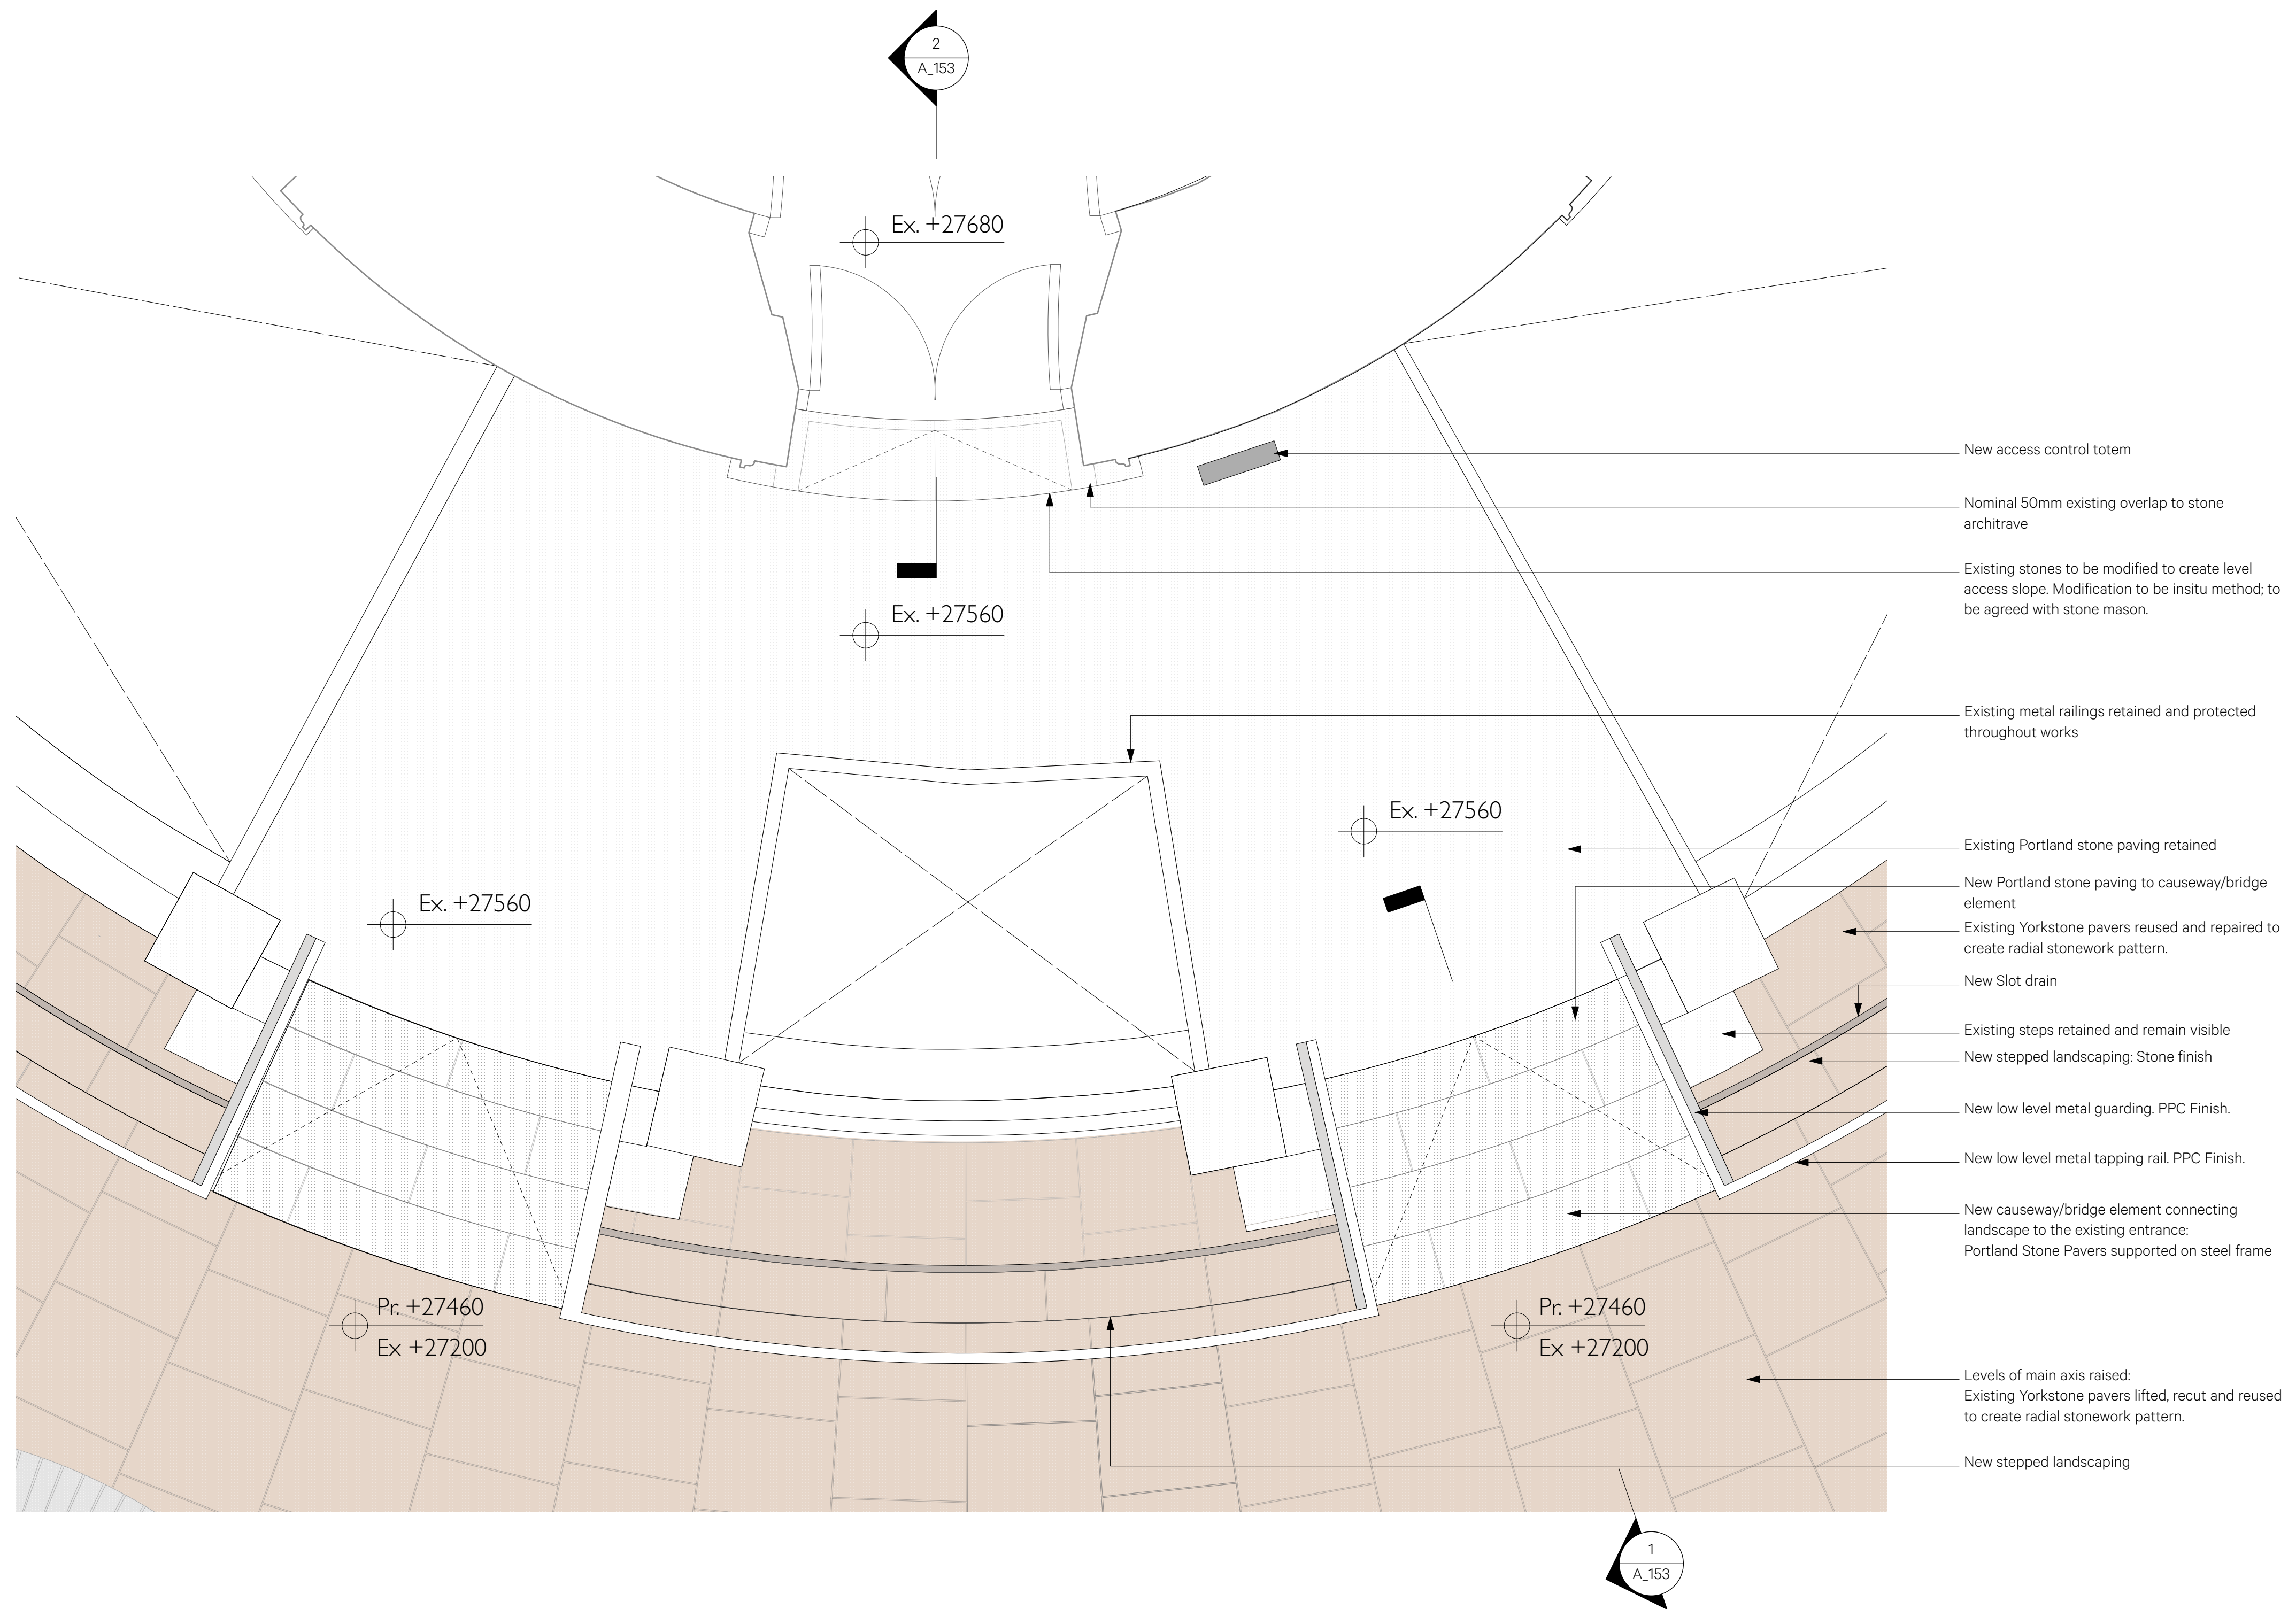 2
A_153
Ex. +27680
New access control totem
Nominal 50mm existing overlap to stone
architrave
Existing stones to be modified to create level
access slope. Modification to be insitu method; to
be agreed with stone mason.
Ex. +27560
Existing metal railings retained and protected
throughout works
Ex. +27560
Existing Portland stone paving retained
New Portland stone paving to causeway/bridge
element
Ex. +27560
Existing Yorkstone pavers reused and repaired to
create radial stonework pattern.
New Slot drain
Existing steps retained and remain visible
New stepped landscaping: Stone finish
New low level metal guarding. PPC Finish.
New low level metal tapping rail. PPC Finish.
New causeway/bridge element connecting
landscape to the existing entrance:
Portland Stone Pavers supported on steel frame
Pr. +27460
Ex +27200
Pr. +27460
Ex +27200
Levels of main axis raised:
Existing Yorkstone pavers lifted, recut and reused
to create radial stonework pattern.
New stepped landscaping
1
A_153